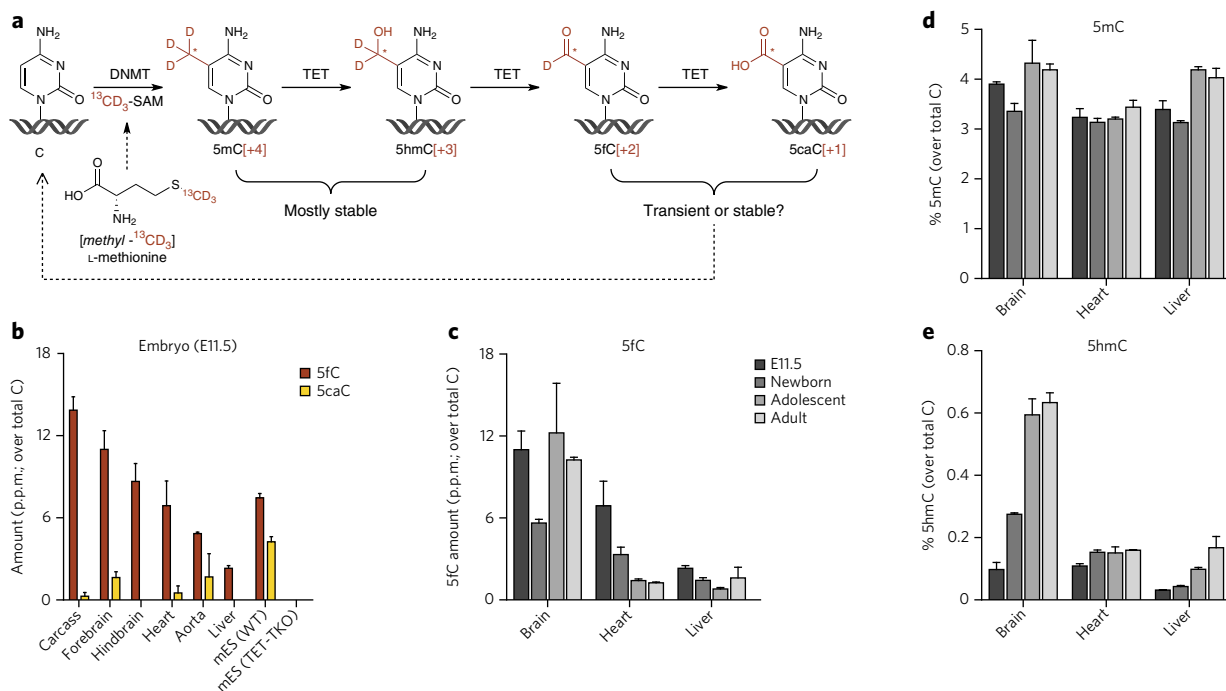 a
NH2
N
N
O
C
DNMT
13CD3-SAM
D
D
D
*
NH2
N
N
O
5mC[+4]
TET
OH
D
D
*
NH2
N
N
O
5hmC[+3]
TET
O
D
*
NH2
N
N
O
5fC[+2]
TET
O
HO
*
NH2
N
N
O
5caC[+1]
O
HO
NH2
S
13CD3
[methyl -13CD3]
L-methionine
Mostly stable
Transient or stable?
b
Embryo (E11.5)
Amount (p.p.m.; over total C)
18
12
6
0
5fC
5caC
Carcass
Forebrain
Hindbrain
Heart
Aorta
Liver
mES (WT)
mES (TET-TKO)
c
5fC
5fC amount (p.p.m.; over total C)
18
12
6
0
E11.5
Newborn
Adolescent
Adult
Brain
Heart
Liver
d
5mC
% 5mC (over total C)
5
4
3
2
1
0
Brain
Heart
Liver
e
5hmC
% 5hmC (over total C)
0.8
0.6
0.4
0.2
0
Brain
Heart
Liver